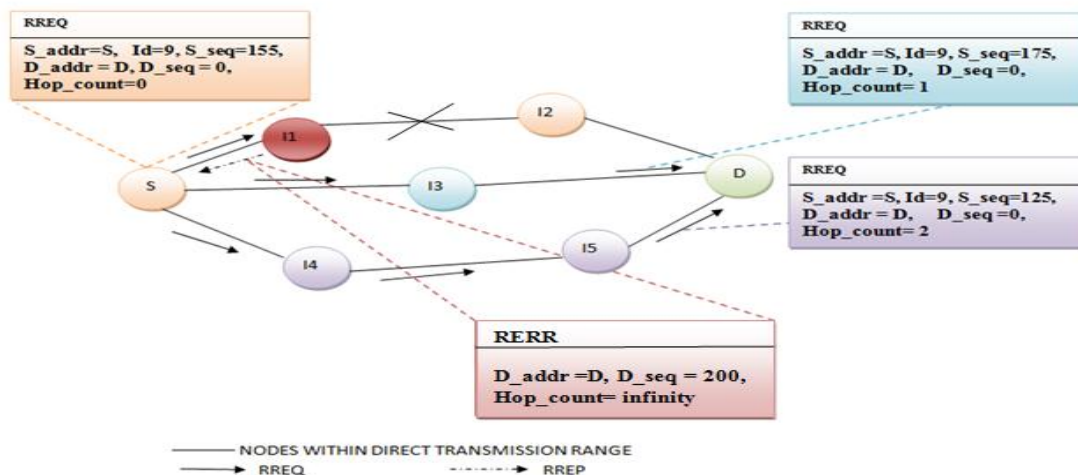 RREQ
S_addr=S, Id=9, S_seq=155,
D_addr = D, D_seq = 0,
Hop_count=0
RREQ
S_addr =S, Id=9, S_seq=175,
D_addr = D, D_seq =0,
Hop_count= 1
I2
I1
S
I3
D
RREQ
S_addr =S, Id=9, S_seq=125,
D_addr = D, D_seq =0,
Hop_count= 2
I4
I5
RERR
D_addr =D, D_seq = 200,
Hop_count= infinity
NODES WITHIN DIRECT TRANSMISSION RANGE
RREQ RREP